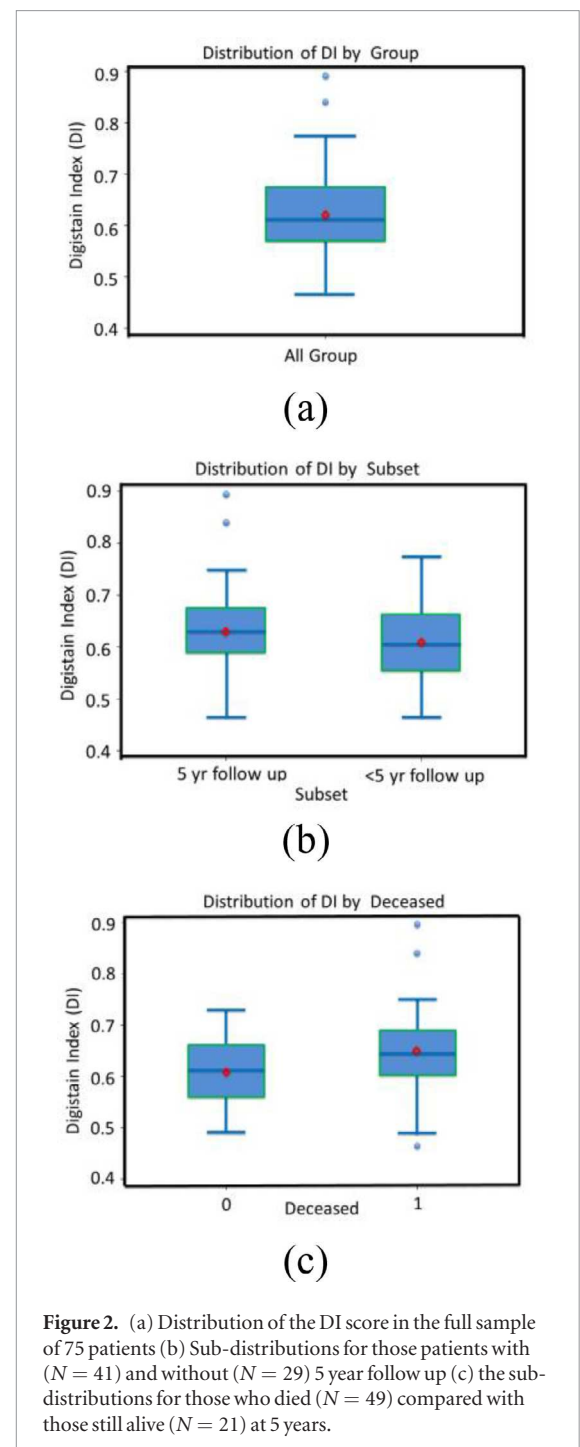 Distribution of DI by Group
Digistain Index (DI)
0.9
0.8
0.7
0.6
0.5
0.4
All Group
(a)
Distribution of DI by Subset
Digistain Index (DI)
0.9
0.8
0.7
0.6
0.5
0.4
5 yr follow up
<5 yr follow up
Subset
(b)
Distribution of DI by Deceased
Digistain Index (DI)
0.9
0.8
0.7
0.6
0.5
0.4
0
Deceased
1
(c)
Figure 2. (a) Distribution of the DI score in the full sample
of 75 patients (b) Sub-distributions for those patients with
(N = 41) and without (N = 29) 5 year follow up (c) the sub-
distributions for those who died (N = 49) compared with
those still alive (N = 21) at 5 years.